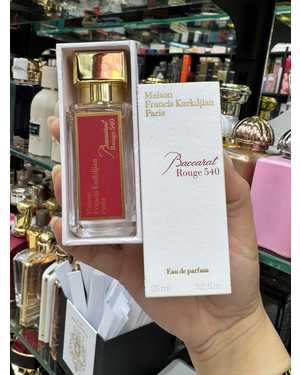 Maison
Francis Kurkdjian
Paris
Baccarat
Rouge 540
Eau de parfum
Baccarat
Rouge 540
Maison
Francis Kurkdjian
Paris